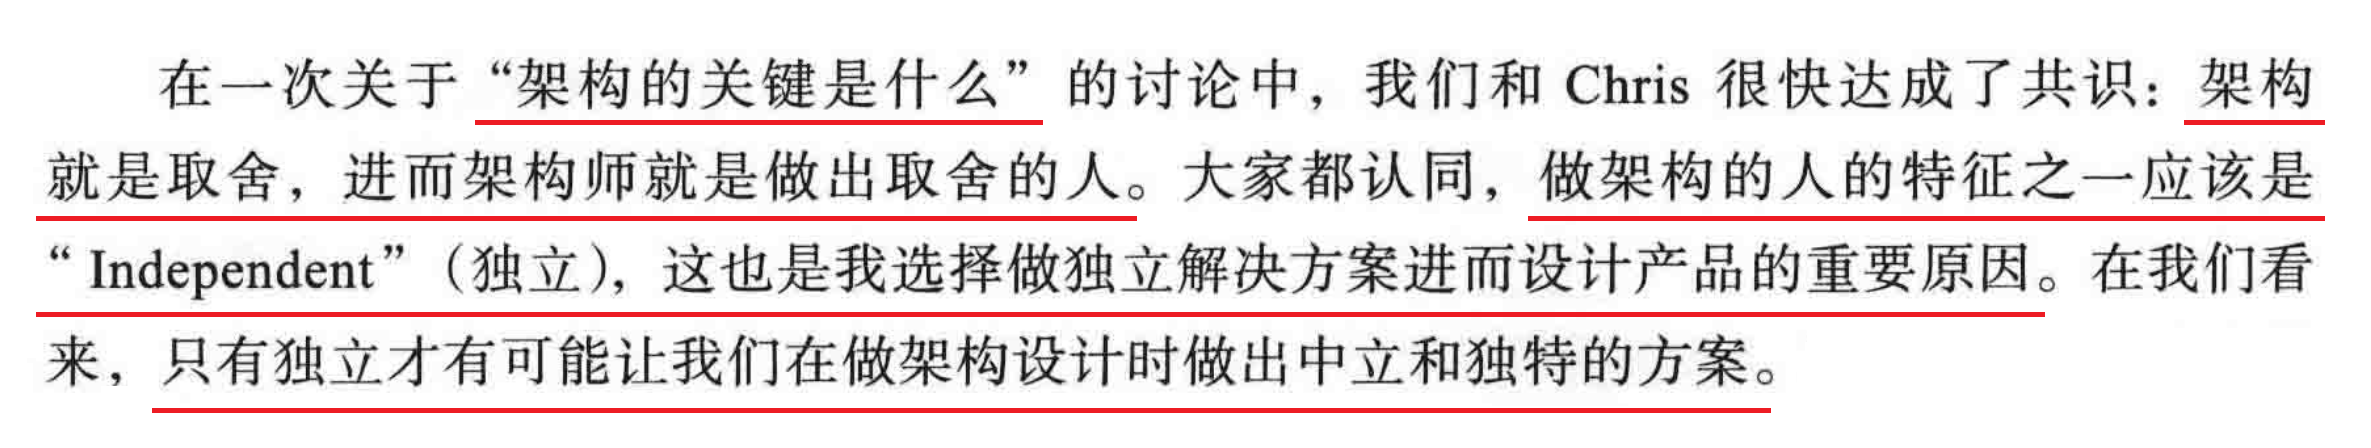 在一次关于“架构的关键是什么”的讨论中，我们和 Chris 很快达成了共识：架构
就是取舍，进而架构师就是做出取舍的人。大家都认同，做架构的人的特征之一应该是
“Independent”（独立），这也是我选择做独立解决方案进而设计产品的重要原因。在我们看
来，只有独立才有可能让我们在做架构设计时做出中立和独特的方案。